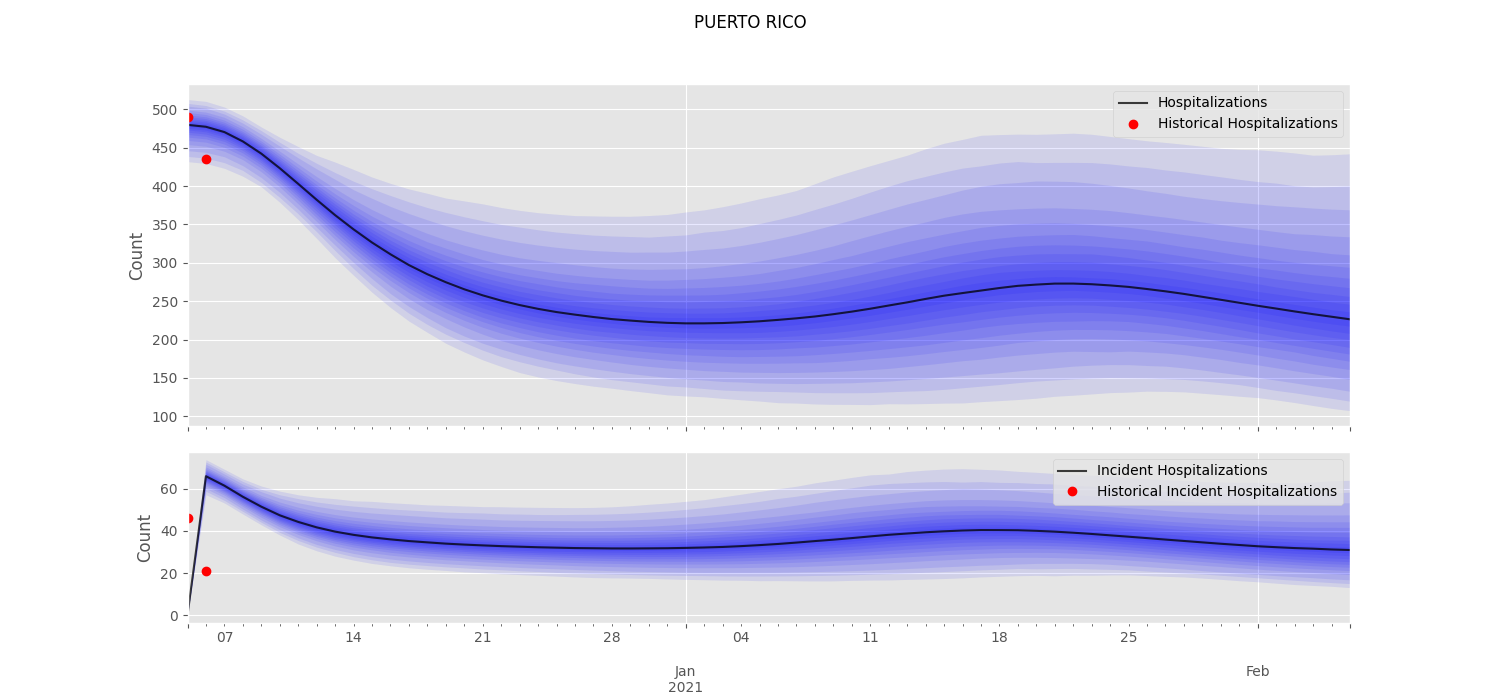 PUERTO RICO
Hospitalizations
Historical Hospitalizations
500
450
400
350
300
250
200
150
100
Count
Incident Hospitalizations
Historical Incident Hospitalizations
60
40
20
0
Count
07 14 21 28 04 11 18 25
Jan Feb
2021